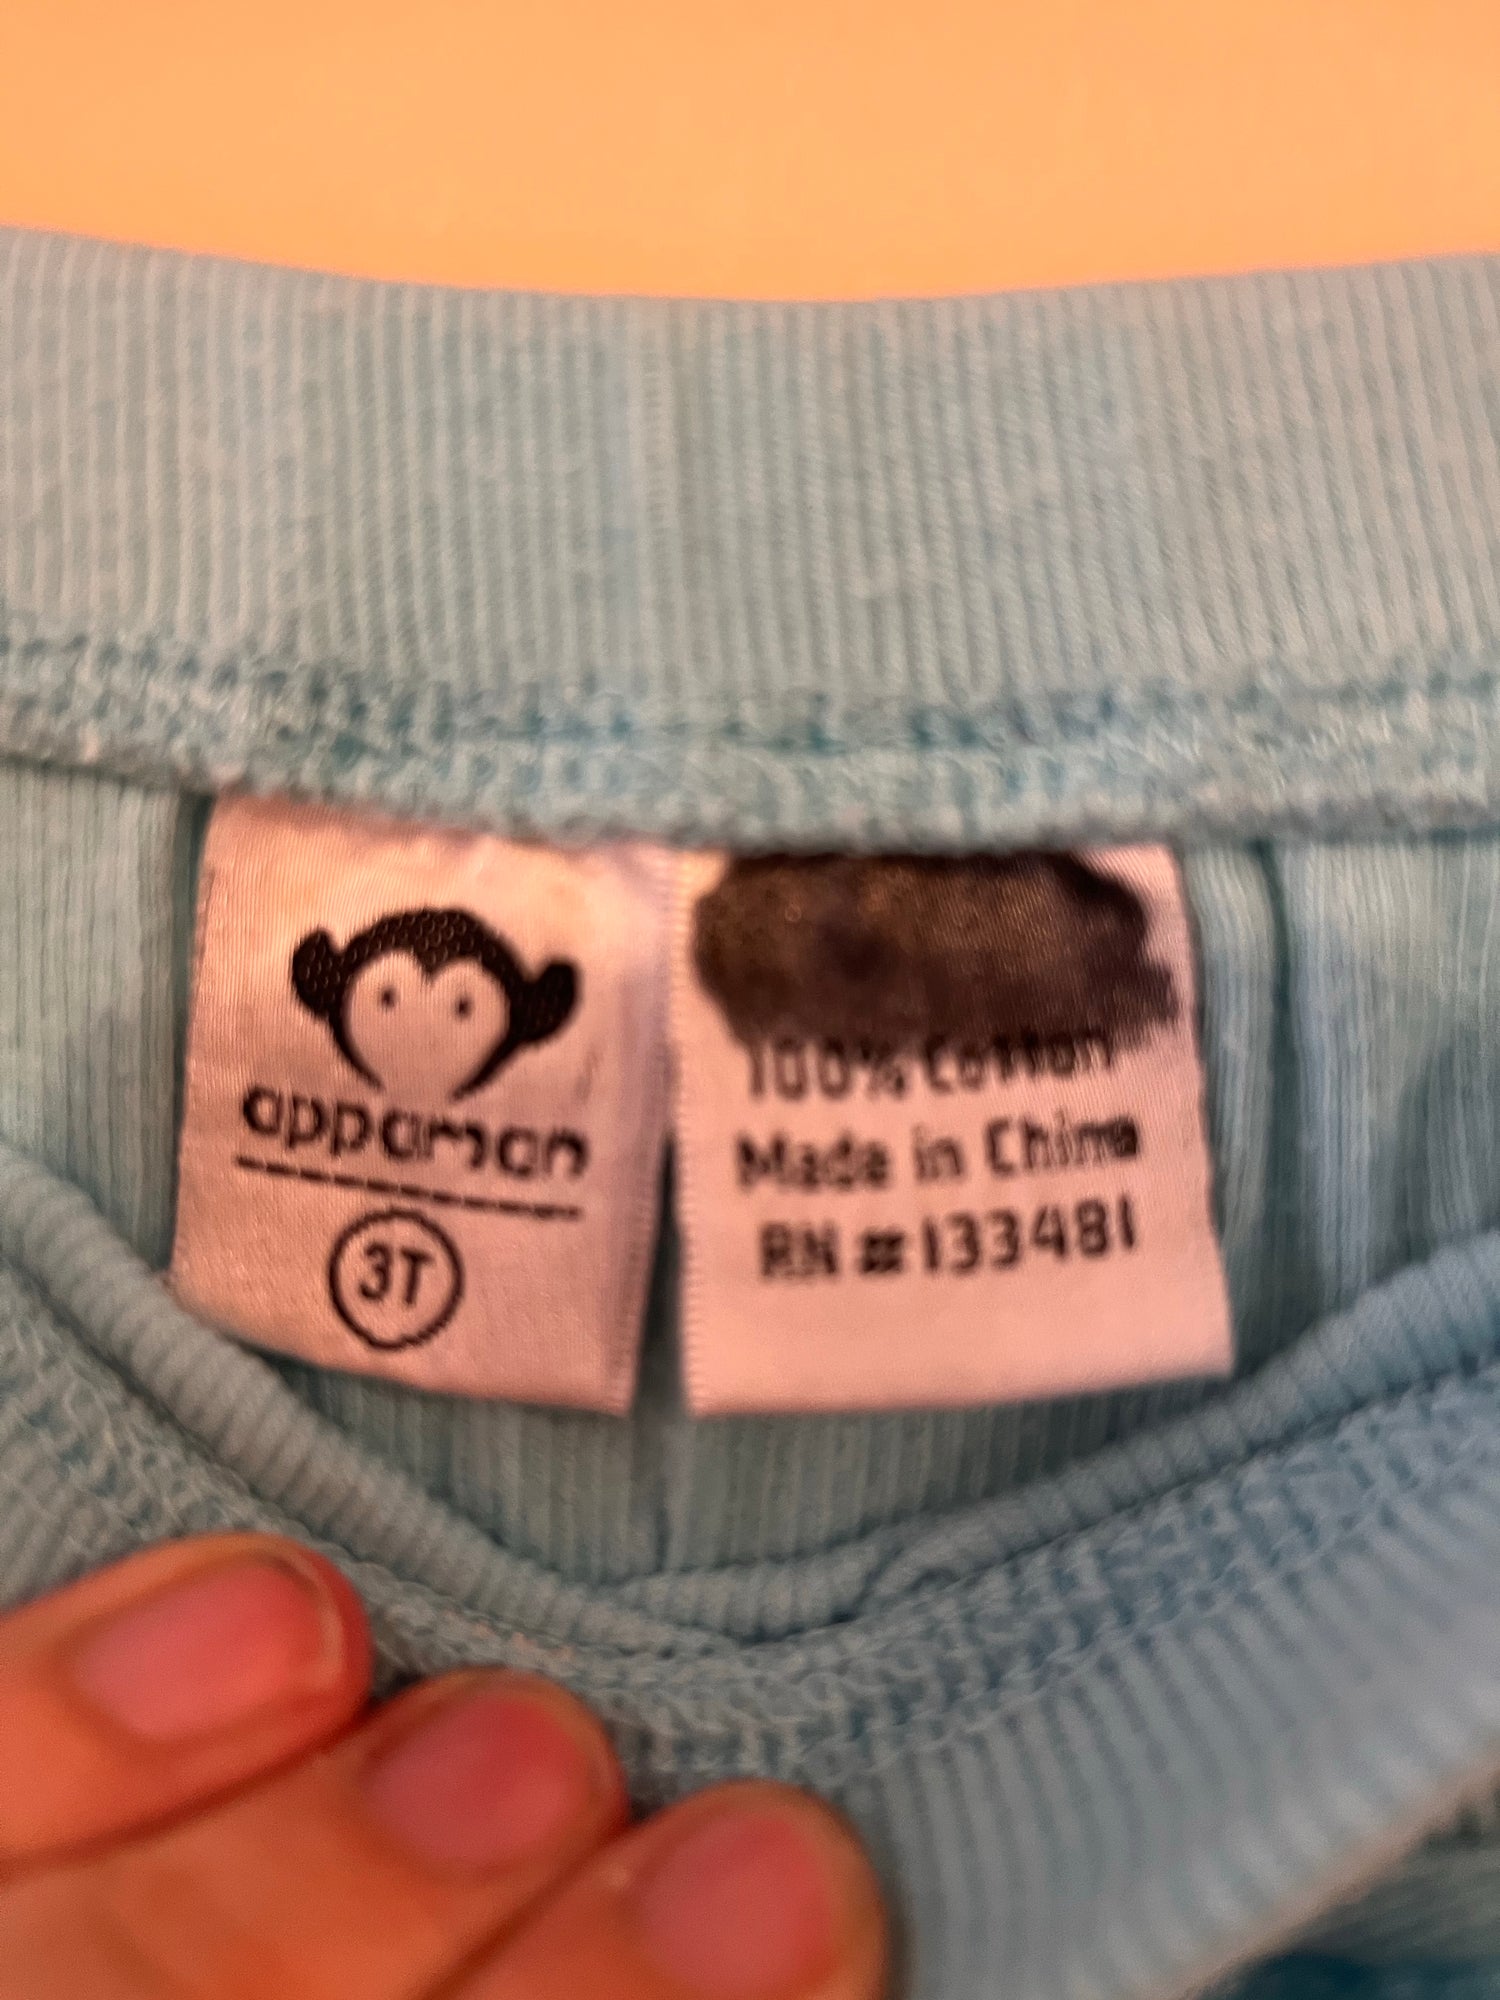 appaman
3T
100% Cotton
Made in China
RN #133481